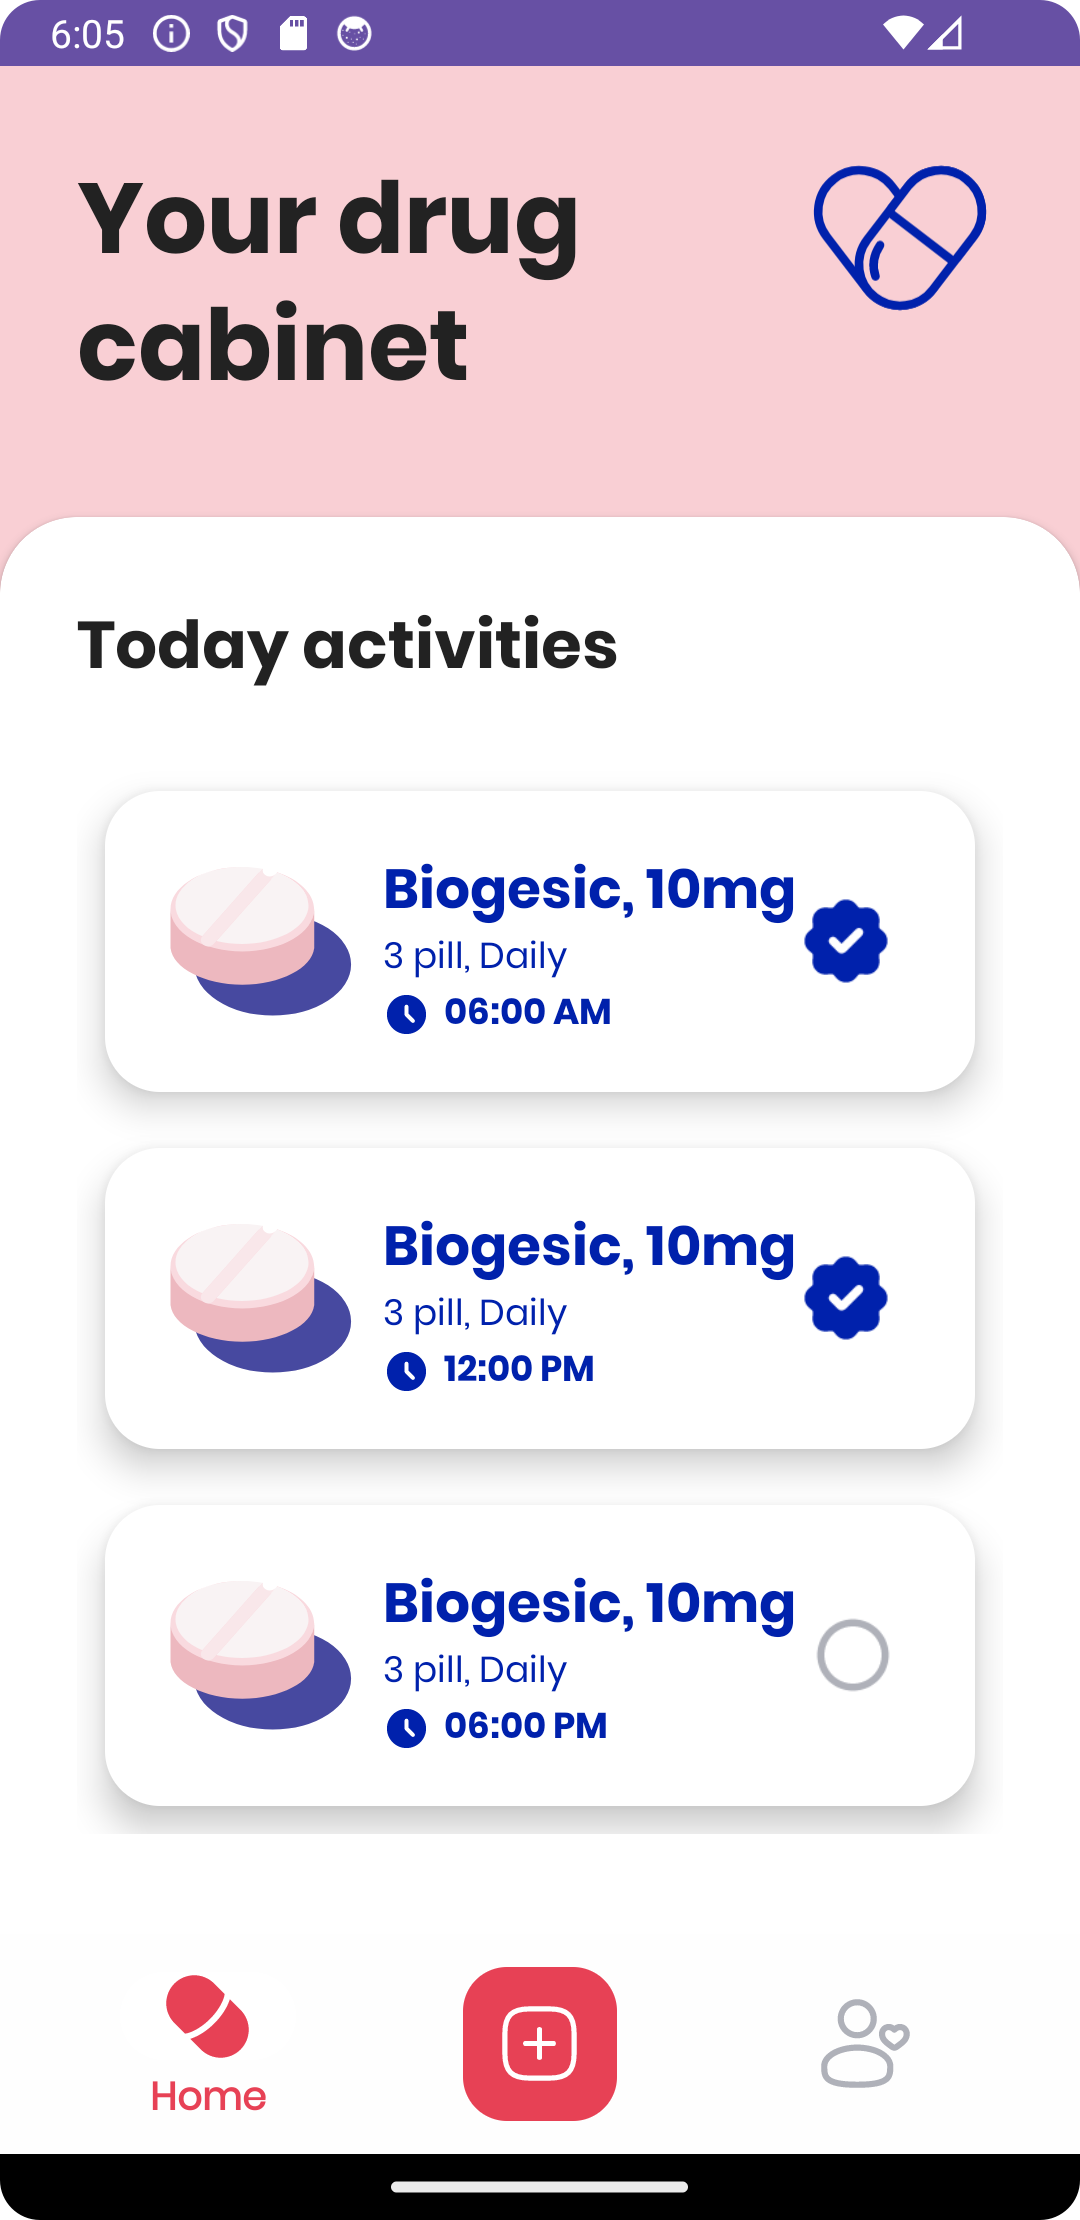 6:05
Your drug
cabinet
Today activities
Biogesic, 10mg
3 pill, Daily
06:00 AM
Biogesic, 10mg
3 pill, Daily
12:00 PM
Biogesic, 10mg
3 pill, Daily
06:00 PM
Home